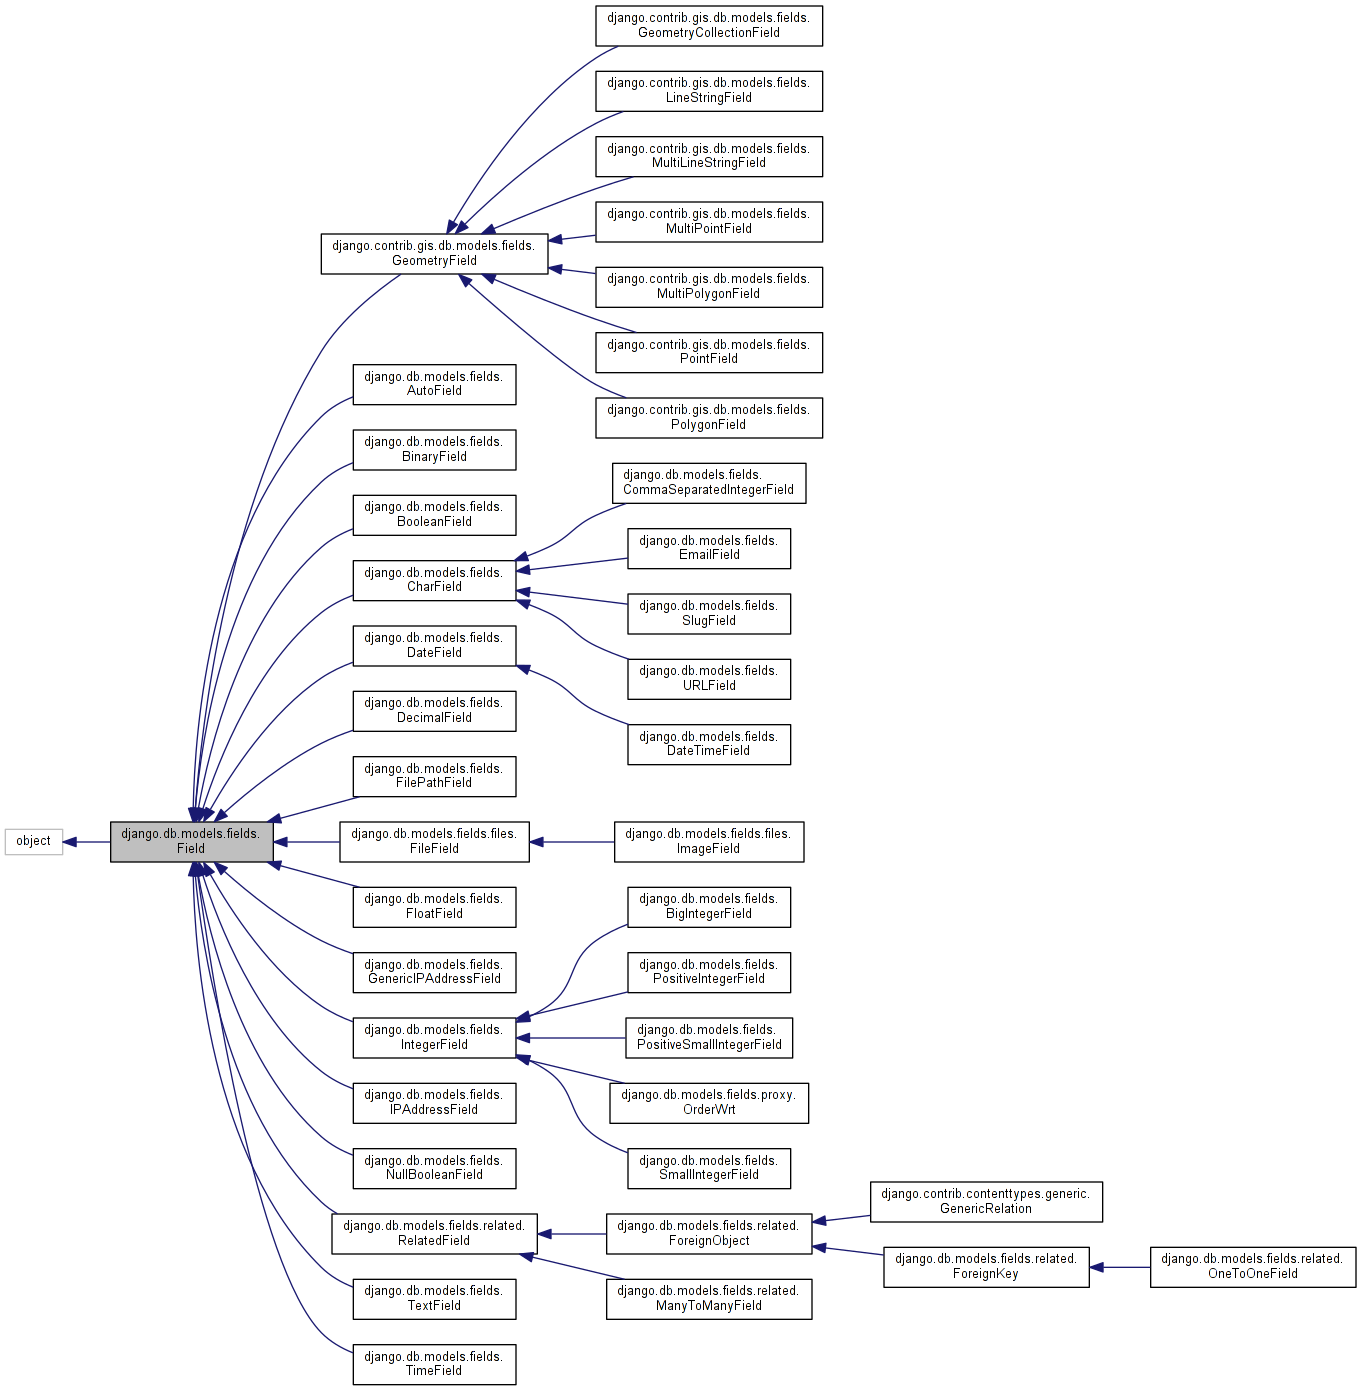 django.contrib.gis.db.models.fields.
GeometryCollectionField
django.contrib.gis.db.models.fields.
LineStringField
django.contrib.gis.db.models.fields.
MultiLineStringField
django.contrib.gis.db.models.fields.
MultiPointField
django.contrib.gis.db.models.fields.
GeometryField
django.contrib.gis.db.models.fields.
MultiPolygonField
django.contrib.gis.db.models.fields.
PointField
django.db.models.fields.
AutoField
django.contrib.gis.db.models.fields.
PolygonField
django.db.models.fields.
BinaryField
django.db.models.fields.
CommaSeparatedIntegerField
django.db.models.fields.
BooleanField
django.db.models.fields.
EmailField
django.db.models.fields.
CharField
django.db.models.fields.
SlugField
django.db.models.fields.
DateField
django.db.models.fields.
URLField
django.db.models.fields.
DecimalField
django.db.models.fields.
DateTimeField
django.db.models.fields.
FilePathField
object
django.db.models.fields.
Field
django.db.models.fields.files.
FileField
django.db.models.fields.files.
ImageField
django.db.models.fields.
FloatField
django.db.models.fields.
BigIntegerField
django.db.models.fields.
GenericIPAddressField
django.db.models.fields.
PositiveIntegerField
django.db.models.fields.
IntegerField
django.db.models.fields.
PositiveSmallIntegerField
django.db.models.fields.
IPAddressField
django.db.models.fields.proxy.
OrderWrt
django.db.models.fields.
NullBooleanField
django.db.models.fields.
SmallIntegerField
django.contrib.contenttypes.generic.
GenericRelation
django.db.models.fields.related.
RelatedField
django.db.models.fields.related.
ForeignObject
django.db.models.fields.related.
ForeignKey
django.db.models.fields.related.
OneToOneField
django.db.models.fields.
TextField
django.db.models.fields.related.
ManyToManyField
django.db.models.fields.
TimeField